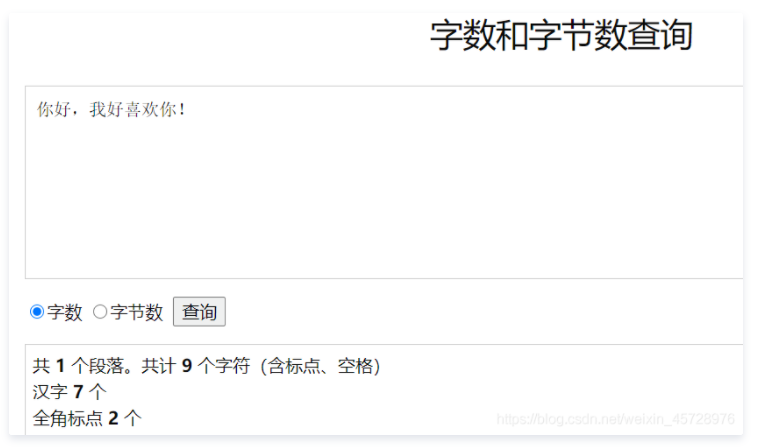 字数和字节数查询
你好，我好喜欢你！
字数 字节数 查询
共 1 个段落。共计 9 个字符（含标点、空格）
汉字 7 个
全角标点 2 个
https://blog.csdn.net/weixin_45728976